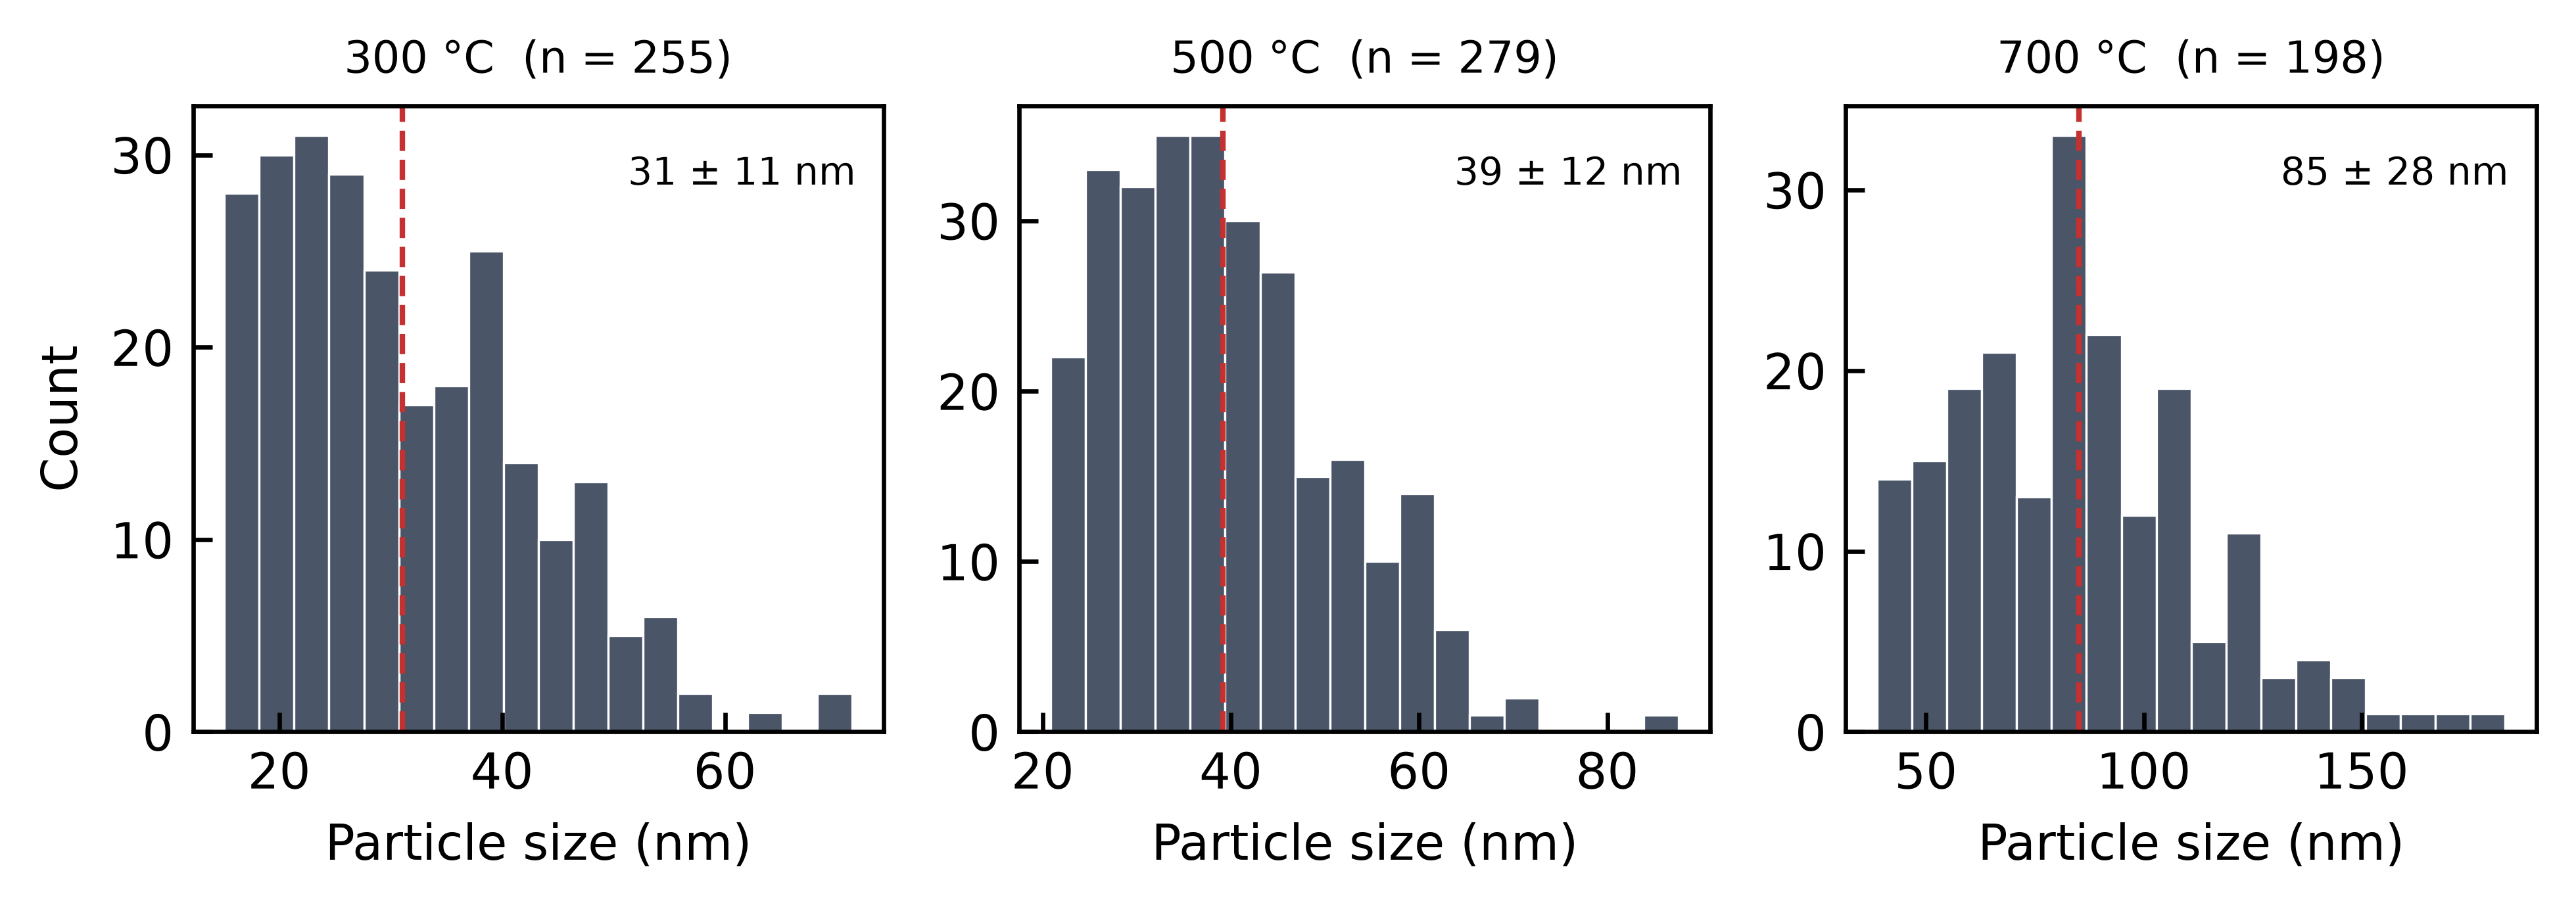 300 °C  (n = 255)
500 °C  (n = 279)
700 °C  (n = 198)
31 ± 11 nm
39 ± 12 nm
85 ± 28 nm
Count
30
20
10
0
20 40 60
Particle size (nm)
30
20
10
0
20 40 60 80
Particle size (nm)
30
20
10
0
50 100 150
Particle size (nm)